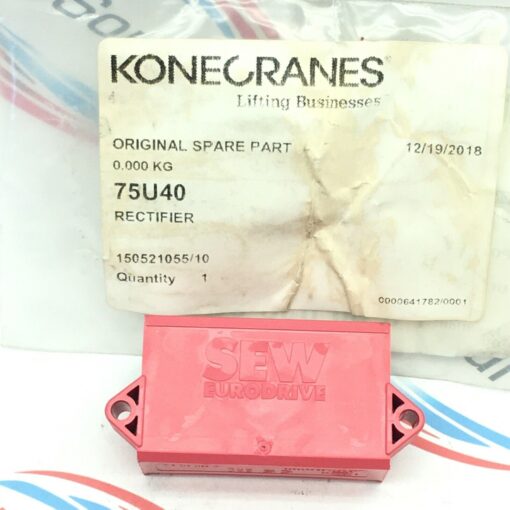 KONECRANES®
Lifting Businesses
ORIGINAL SPARE PART 12/19/2018
0.000 KG
75U40
RECTIFIER
150521055/10
Quantity 1
0000641782/0001
SEW
EURODRIVE